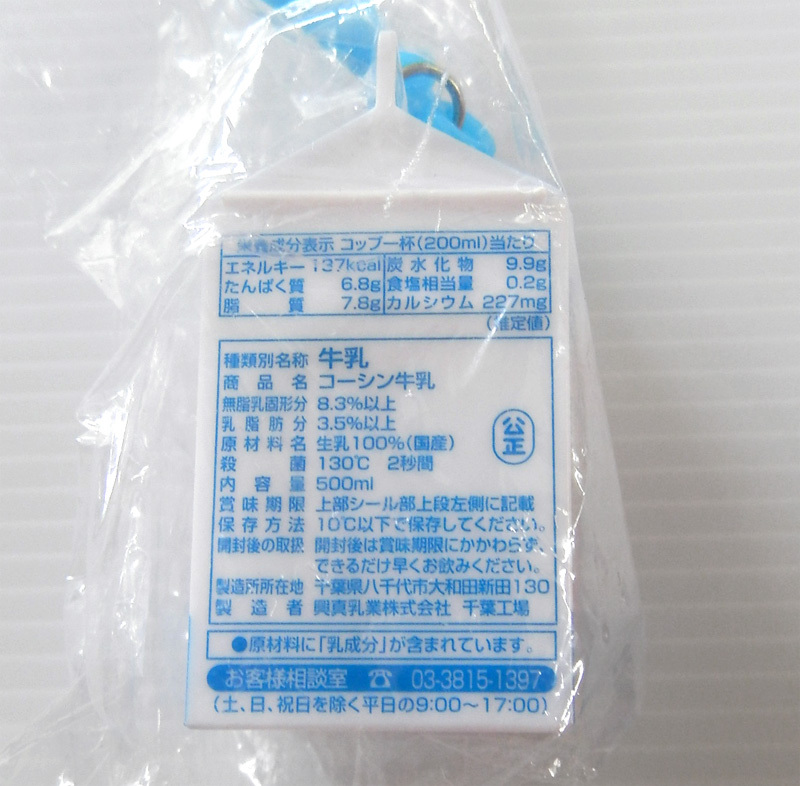 栄養成分表示 コップ一杯(200ml)当たり
エネルギー 137kcal 炭水化物 9.9g
たんぱく質 6.8g 食塩相当量 0.2g
脂質 7.8g カルシウム 227mg
(推定値)
種類別名称 牛乳
商品名 コーシン牛乳
無脂乳固形分 8.3%以上
乳脂肪分 3.5%以上
原材料名 生乳100%(国産)
殺菌 130℃ 2秒間
内容量 500ml
公正
賞味期限 上部シール部上段左側に記載
保存方法 10℃以下で保存してください。
開封後の取扱 開封後は賞味期限にかかわらず、
できるだけ早くお飲みください。
製造所所在地 千葉県八千代市大和田新田130
製造者 興真乳業株式会社 千葉工場
●原材料に「乳成分」が含まれています。
お客様相談室 ☎ 03-3815-1397
(土、日、祝日を除く平日の9:00～17:00)